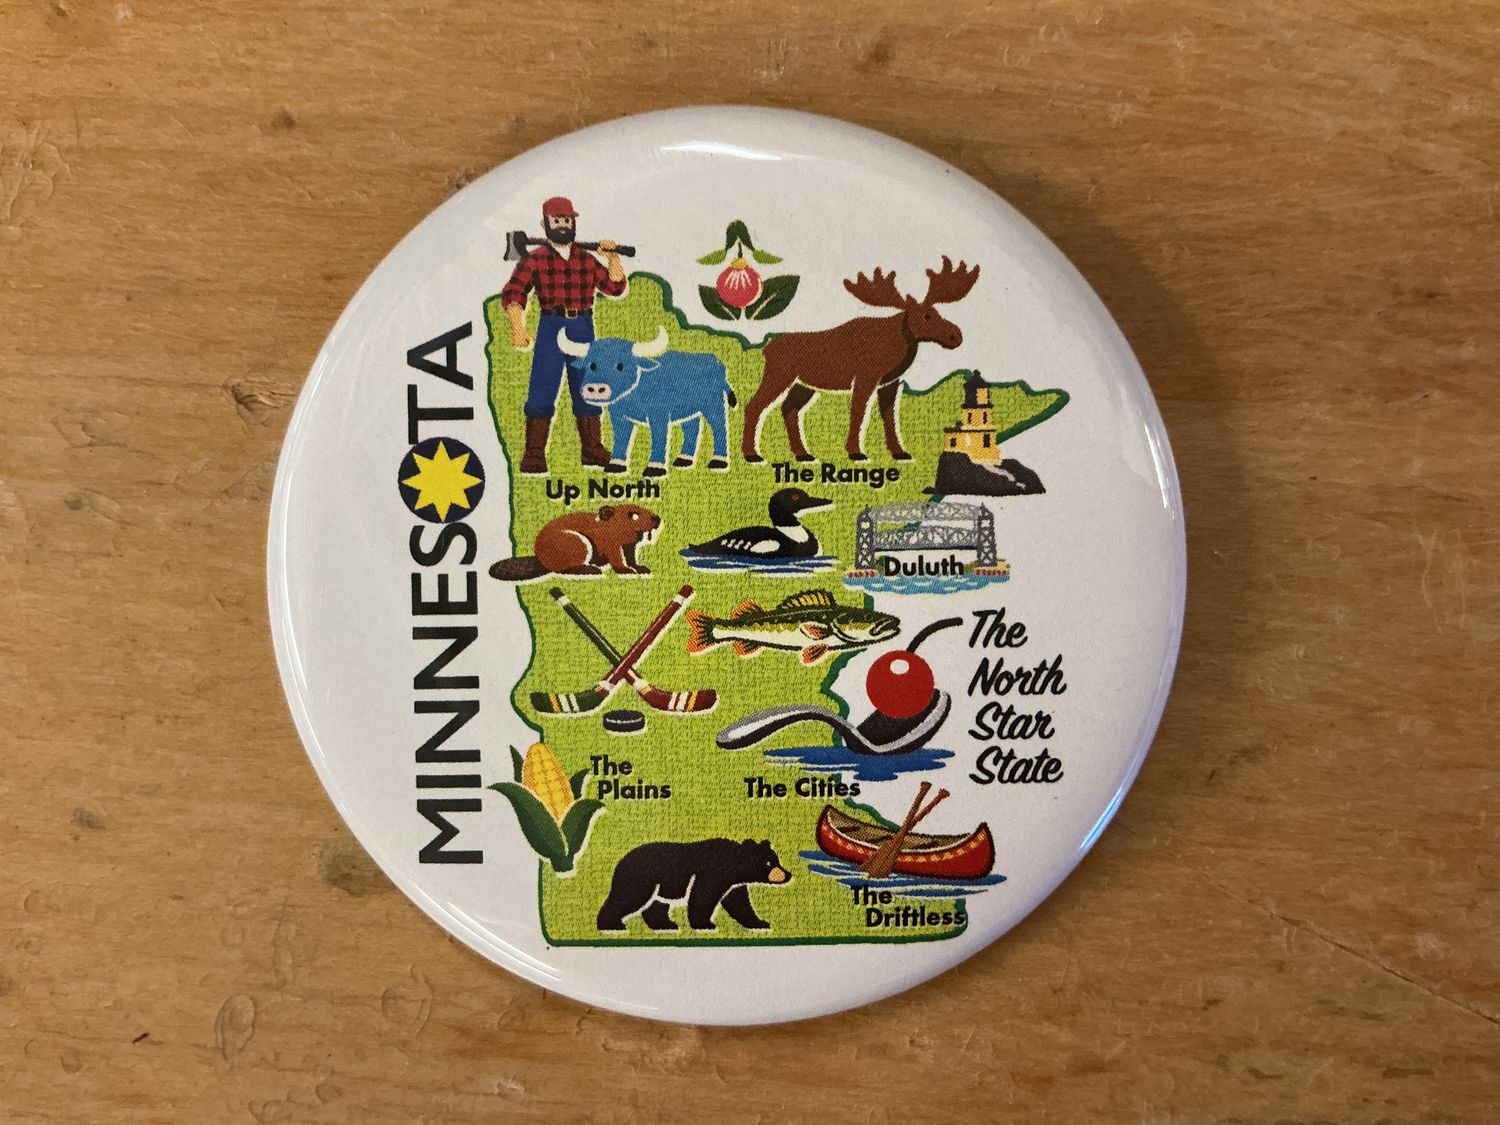 MINNESOTA
Up North
The Range
Duluth
The
North
Star
State
The
Plains
The Cities
The
Driftless